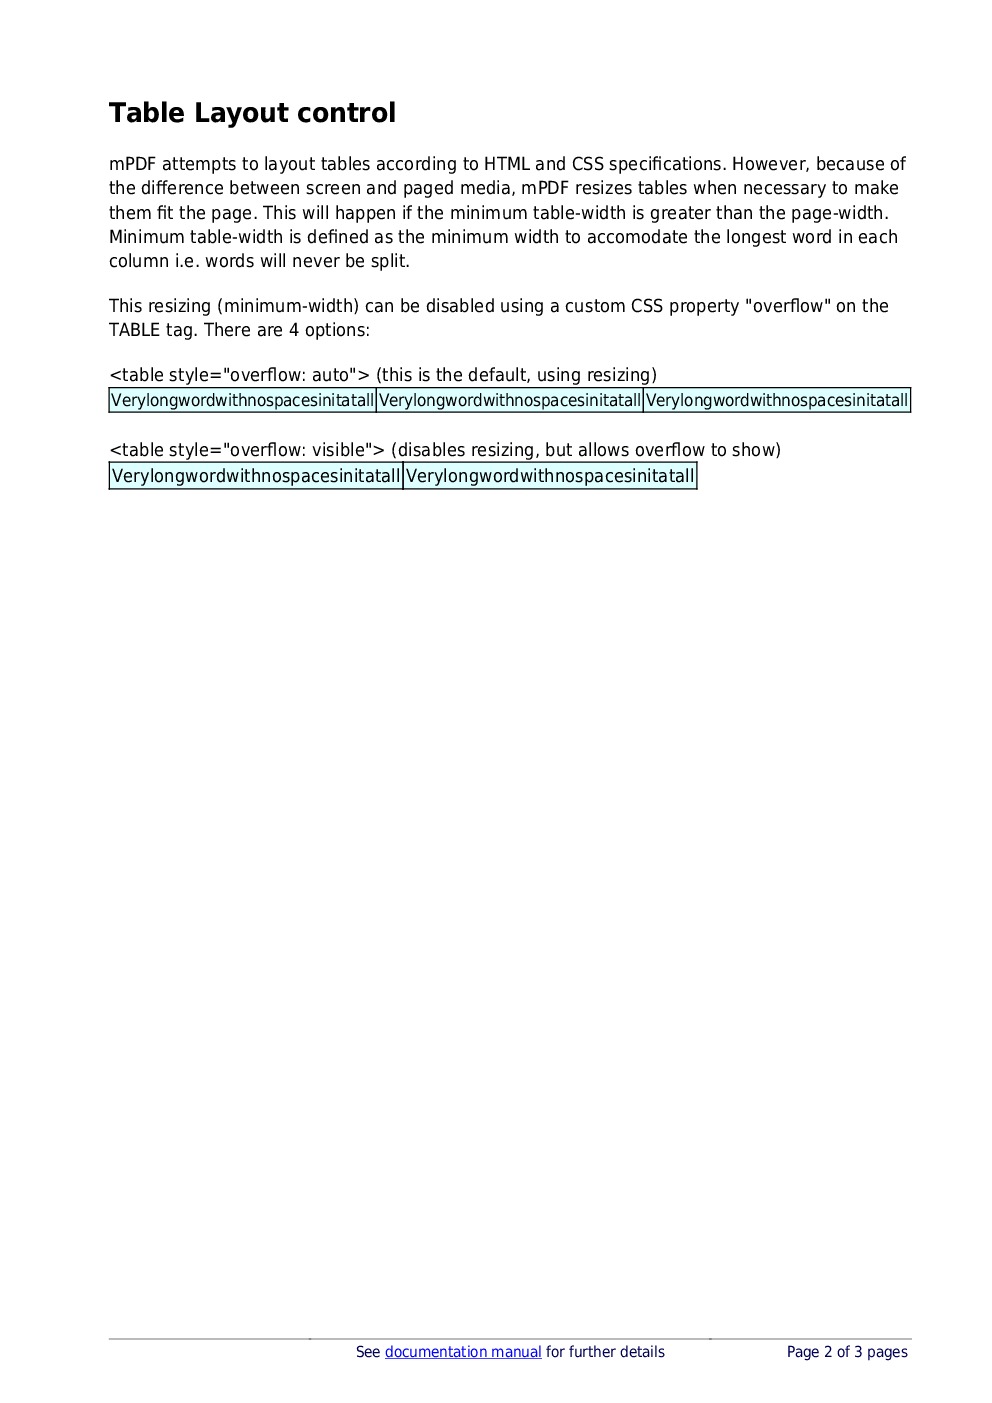 Table Layout control
mPDF attempts to layout tables according to HTML and CSS specifications. However, because of
the difference between screen and paged media, mPDF resizes tables when necessary to make
them fit the page. This will happen if the minimum table-width is greater than the page-width.
Minimum table-width is defined as the minimum width to accomodate the longest word in each
column i.e. words will never be split.
This resizing (minimum-width) can be disabled using a custom CSS property "overflow" on the
TABLE tag. There are 4 options:
<table style="overflow: auto"> (this is the default, using resizing)
Verylongwordwithnospacesinitatall Verylongwordwithnospacesinitatall Verylongwordwithnospacesinitatall
<table style="overflow: visible"> (disables resizing, but allows overflow to show)
Verylongwordwithnospacesinitatall Verylongwordwithnospacesinitatall
See documentation manual for further details Page 2 of 3 pages